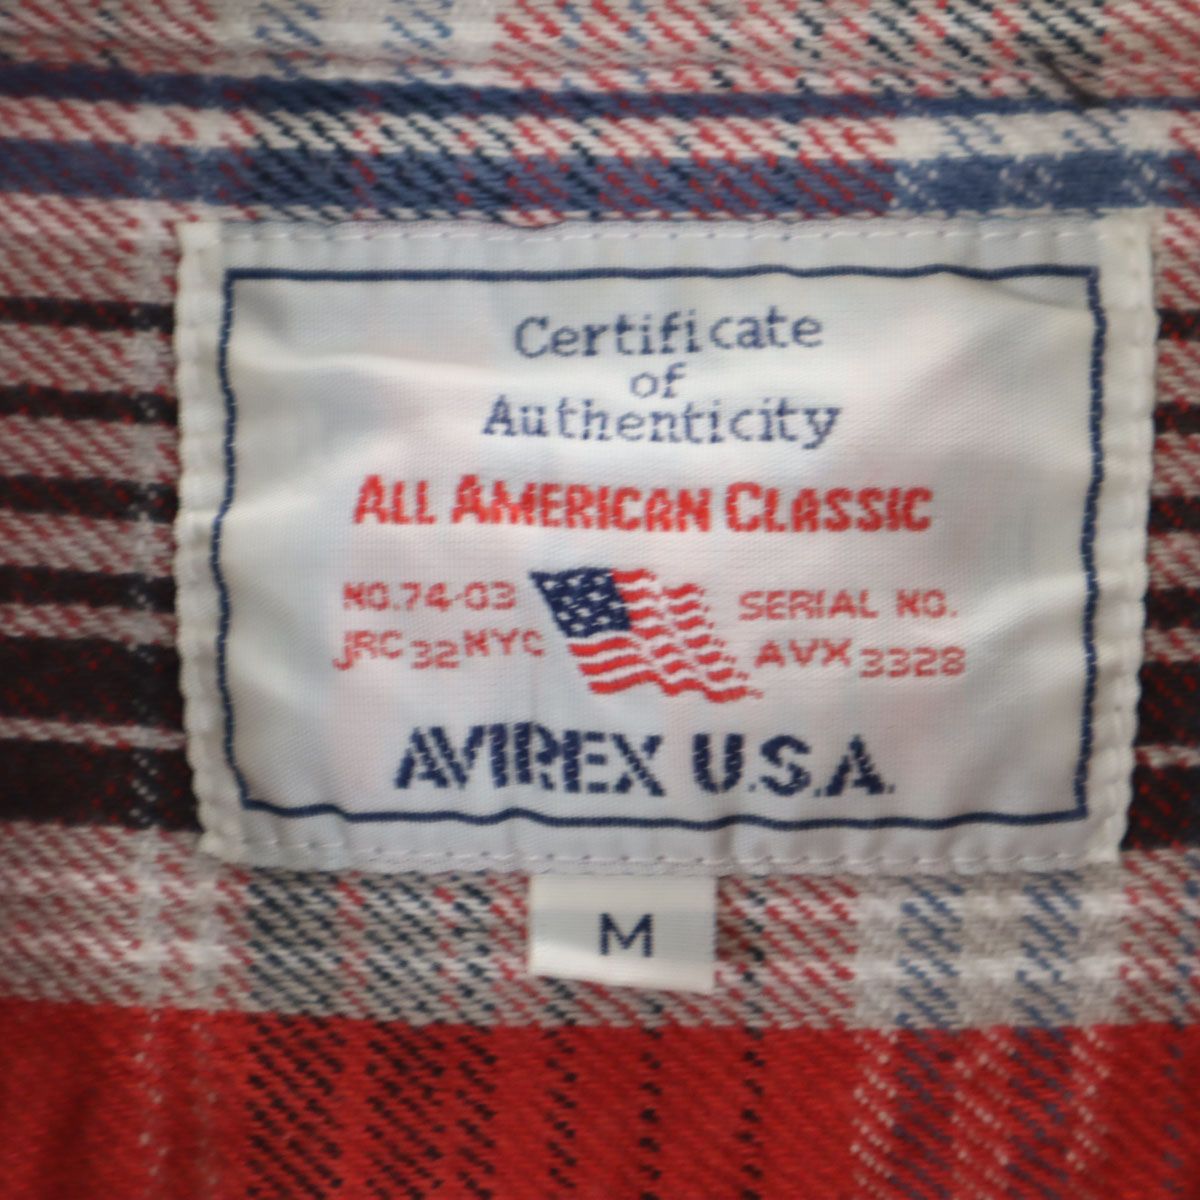 Certificate
of
Authenticity
ALL AMERICAN CLASSIC
NO.74-03 SERIAL NO.
JRC 32 NYC AVX 3328
AVIREX U.S.A.
M